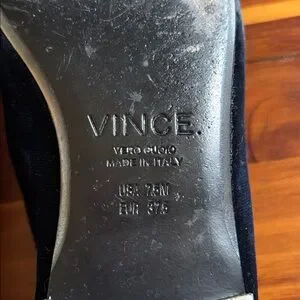 VINCE.
VERO CUOIO
MADE IN ITALY
USA 7.5M
EUR 37.5